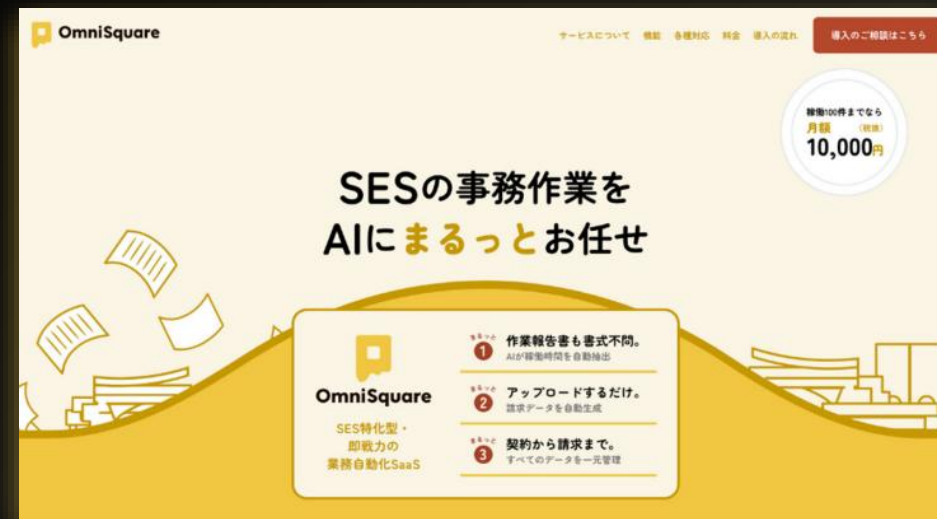 OmniSquare
サービスについて 機能 各種対応 料金 導入の流れ 導入のご相談はこちら
稼働100件までなら
月額 (税抜)
10,000円
SESの事務作業を
AIにまるっとお任せ
OmniSquare
SES特化型・
即戦力の
業務自動化SaaS
まるっと
1 作業報告書も書式不問。
AIが稼働時間を自動抽出
まるっと
2 アップロードするだけ。
請求データを自動生成
まるっと
3 契約から請求まで。
すべてのデータを一元管理